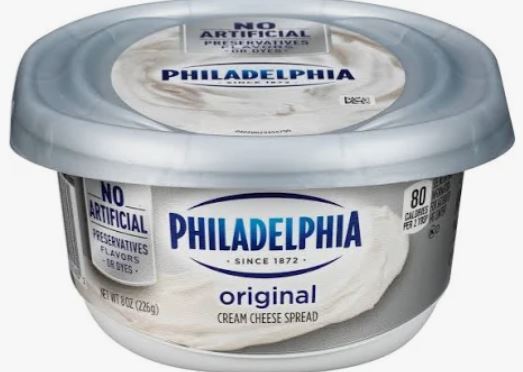 NO
ARTIFICIAL
PRESERVATIVES
FLAVORS
OR DYES
PHILADELPHIA
SINCE 1872
NO
ARTIFICIAL
PRESERVATIVES
FLAVORS
· OR DYES ·
PHILADELPHIA
· SINCE 1872 ·
original
CREAM CHEESE SPREAD
NET WT 8 OZ (226g)
80
CALORIES
PER 2 TBSP